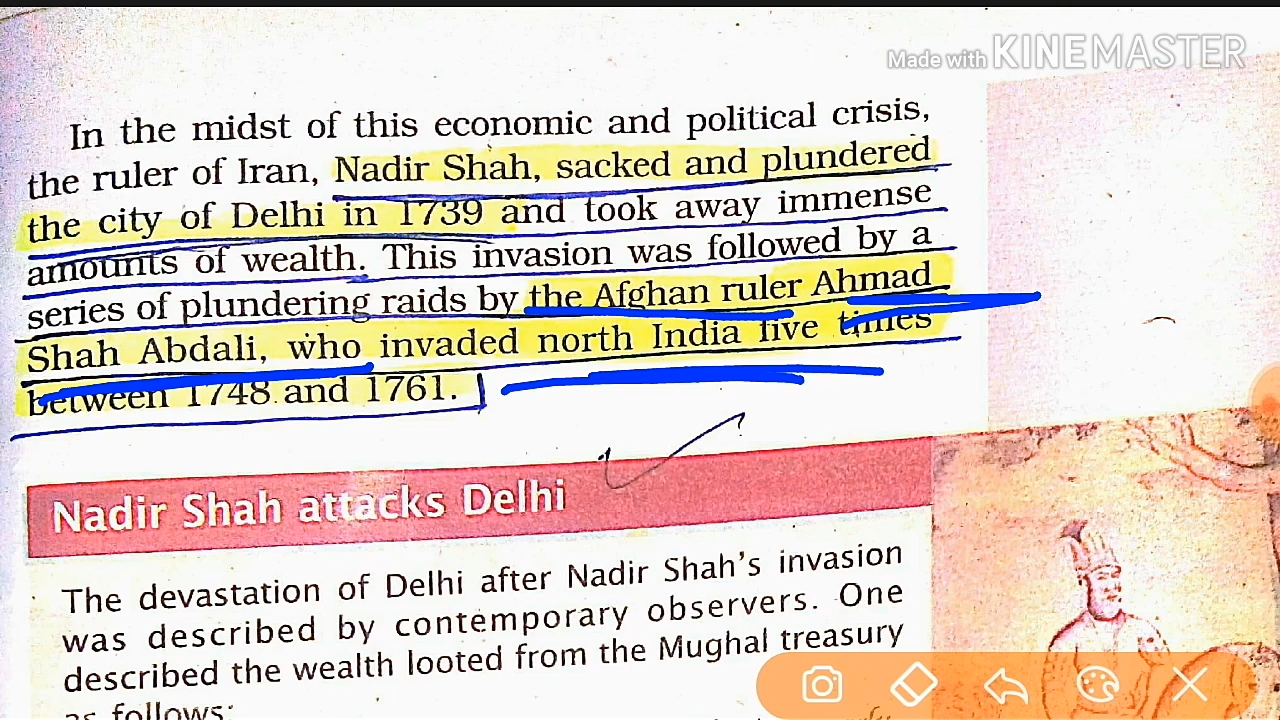 Made with KINEMASTER
In the midst of this economic and political crisis,
the ruler of Iran, Nadir Shah, sacked and plundered
the city of Delhi in 1739 and took away immense
amounts of wealth. This invasion was followed by a
series of plundering raids by the Afghan ruler Ahmad
Shah Abdali, who invaded north India five times
between 1748 and 1761.
Nadir Shah attacks Delhi
The devastation of Delhi after Nadir Shah's invasion
was described by contemporary observers. One
described the wealth looted from the Mughal treasury
as follows: